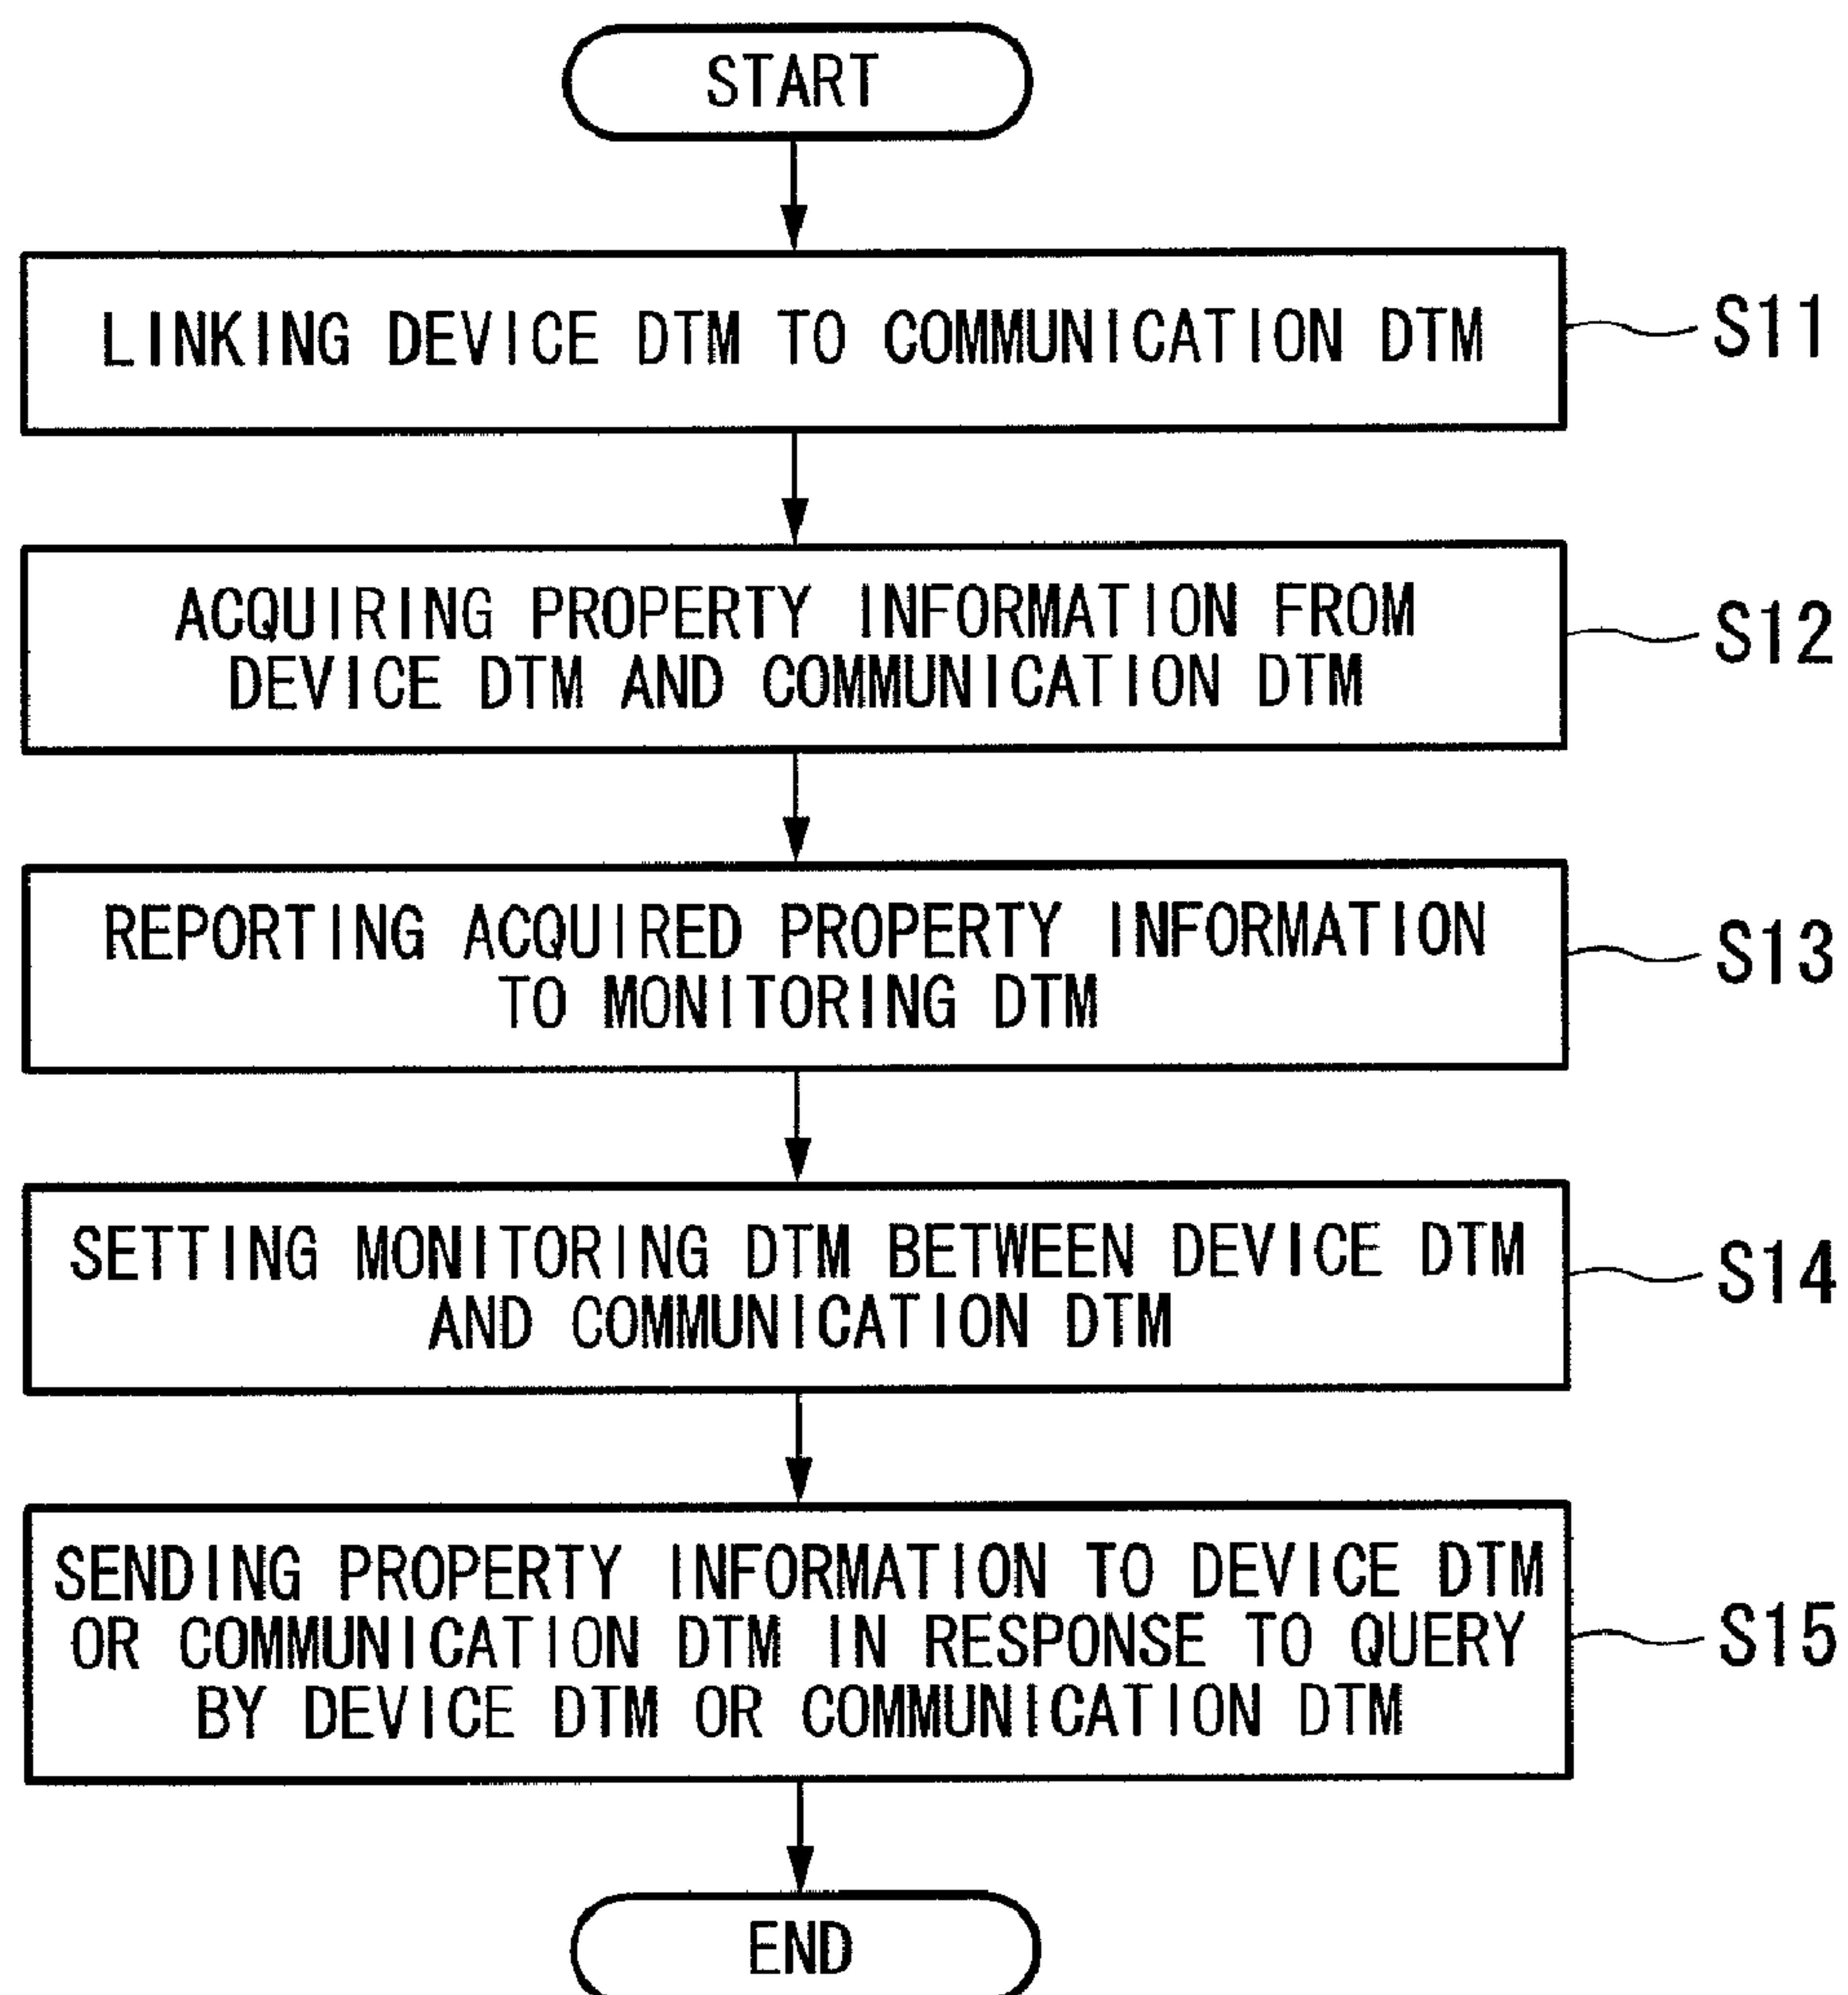 START
LINKING DEVICE DTM TO COMMUNICATION DTM
S11
ACQUIRING PROPERTY INFORMATION FROM
DEVICE DTM AND COMMUNICATION DTM
S12
REPORTING ACQUIRED PROPERTY INFORMATION
TO MONITORING DTM
S13
SETTING MONITORING DTM BETWEEN DEVICE DTM
AND COMMUNICATION DTM
S14
SENDING PROPERTY INFORMATION TO DEVICE DTM
OR COMMUNICATION DTM IN RESPONSE TO QUERY
BY DEVICE DTM OR COMMUNICATION DTM
S15
END